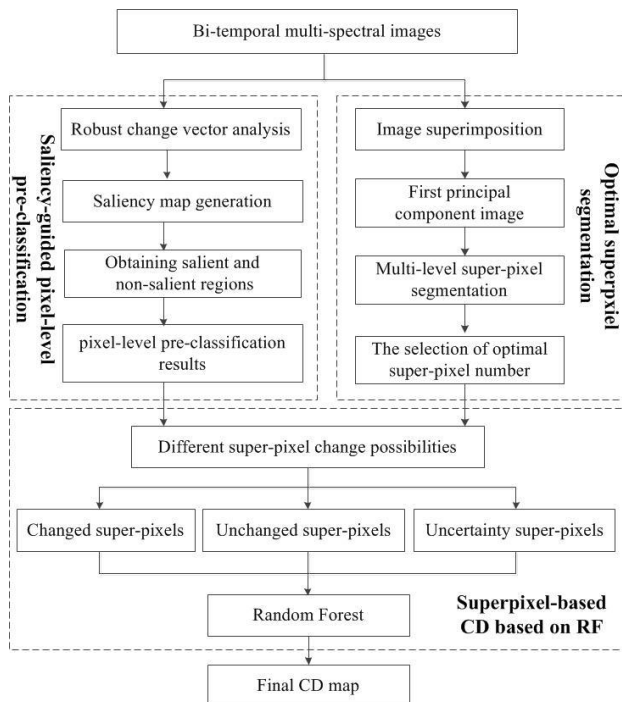 Bi-temporal multi-spectral images
Saliency-guided pixel-level
pre-classification
Robust change vector analysis
Saliency map generation
Obtaining salient and
non-salient regions
pixel-level pre-classification
results
Image superimposition
First principal
component image
Multi-level super-pixel
segmentation
The selection of optimal
super-pixel number
Optimal superpxiel
segmentation
Different super-pixel change possibilities
Changed super-pixels
Unchanged super-pixels
Uncertainty super-pixels
Random Forest
Superpixel-based
CD based on RF
Final CD map